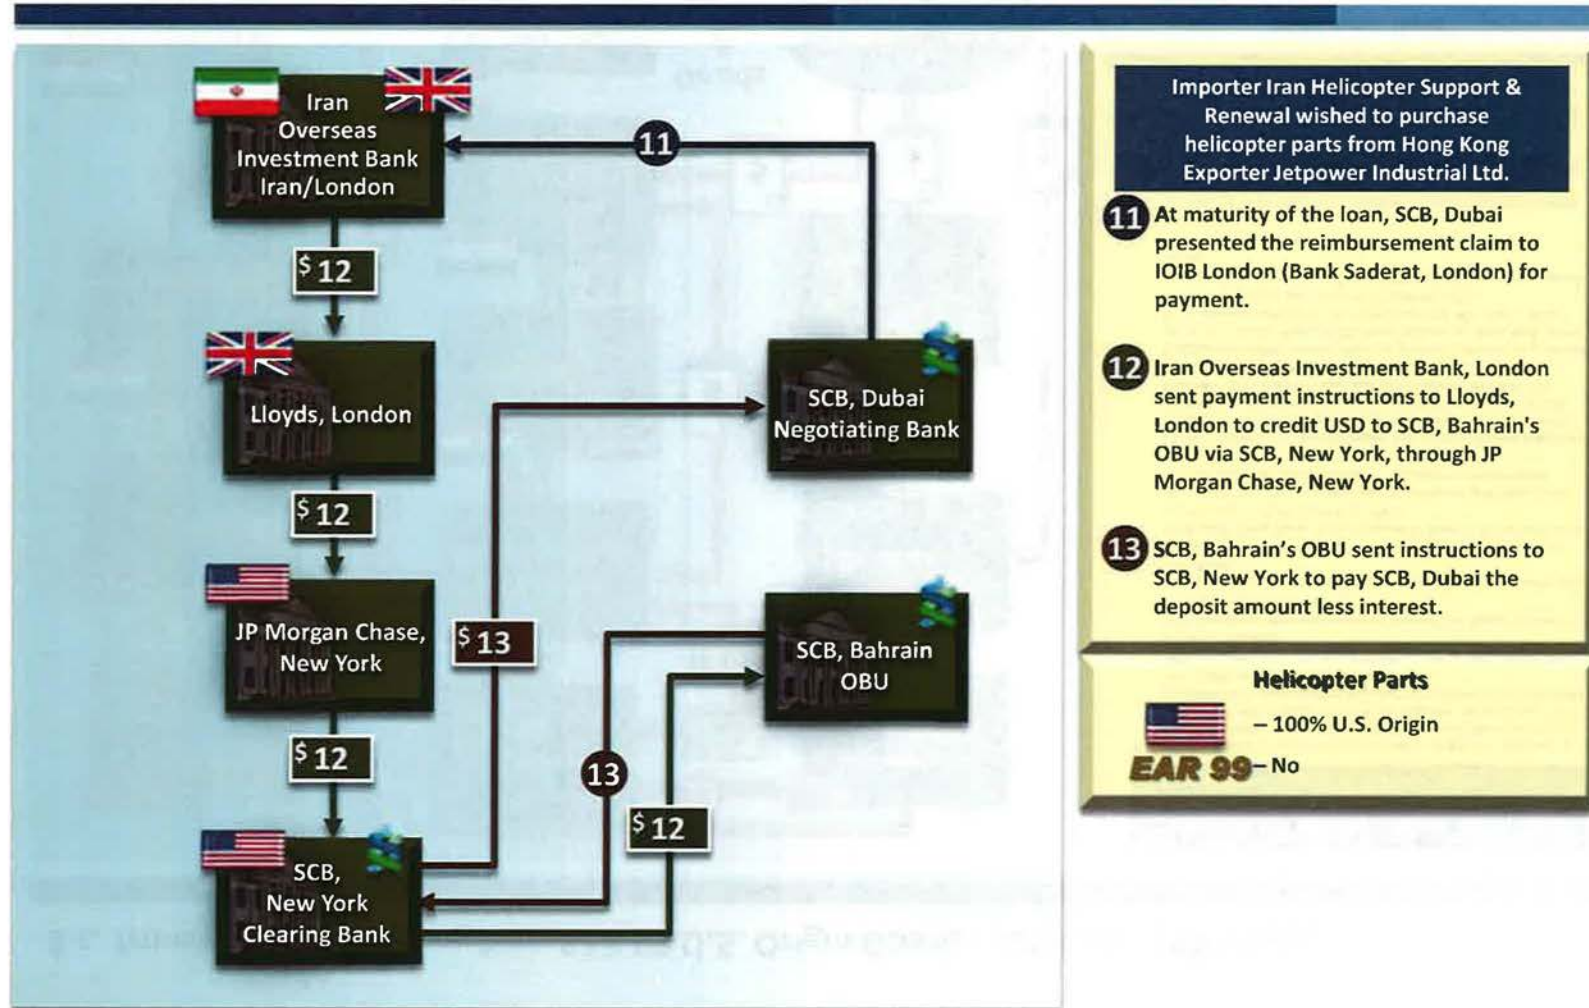 Iran
Overseas
Investment Bank
Iran/London
11
$ 12
Lloyds, London
SCB, Dubai
Negotiating Bank
$ 12
JP Morgan Chase,
New York
$ 13
SCB, Bahrain
OBU
$ 12
13
$ 12
SCB,
New York
Clearing Bank
Importer Iran Helicopter Support &
Renewal wished to purchase
helicopter parts from Hong Kong
Exporter Jetpower Industrial Ltd.
11 At maturity of the loan, SCB, Dubai
presented the reimbursement claim to
IOIB London (Bank Saderat, London) for
payment.
12 Iran Overseas Investment Bank, London
sent payment instructions to Lloyds,
London to credit USD to SCB, Bahrain's
OBU via SCB, New York, through JP
Morgan Chase, New York.
13 SCB, Bahrain’s OBU sent instructions to
SCB, New York to pay SCB, Dubai the
deposit amount less interest.
Helicopter Parts
– 100% U.S. Origin
EAR 99 – No